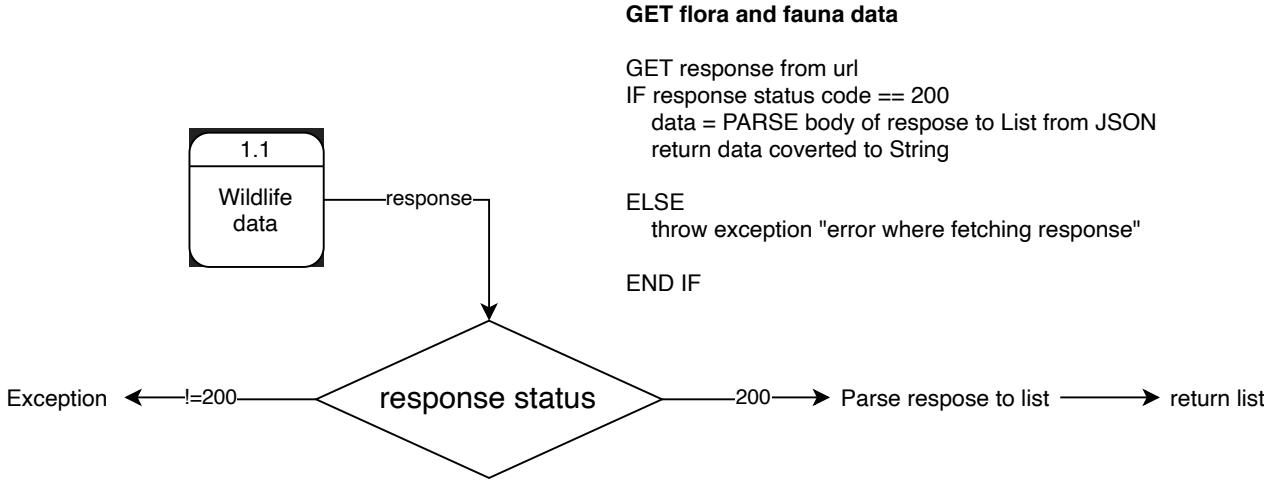 GET flora and fauna data
GET response from url
IF response status code == 200
data = PARSE body of respose to List from JSON
return data coverted to String
ELSE
throw exception "error where fetching response"
END IF
1.1
Wildlife
data
response
response status
Exception
!=200
200
Parse respose to list
return list